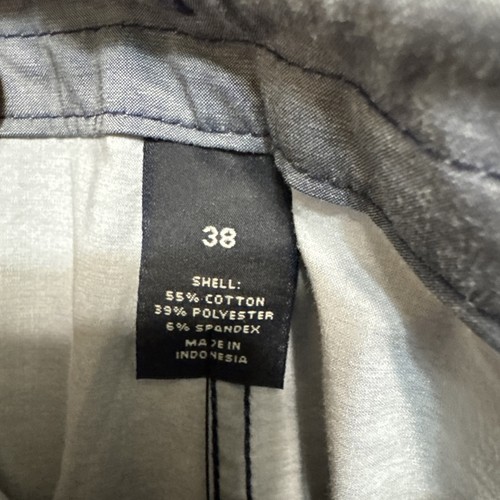 38
SHELL:
55% COTTON
39% POLYESTER
6% SPANDEX
MADE IN
INDONESIA